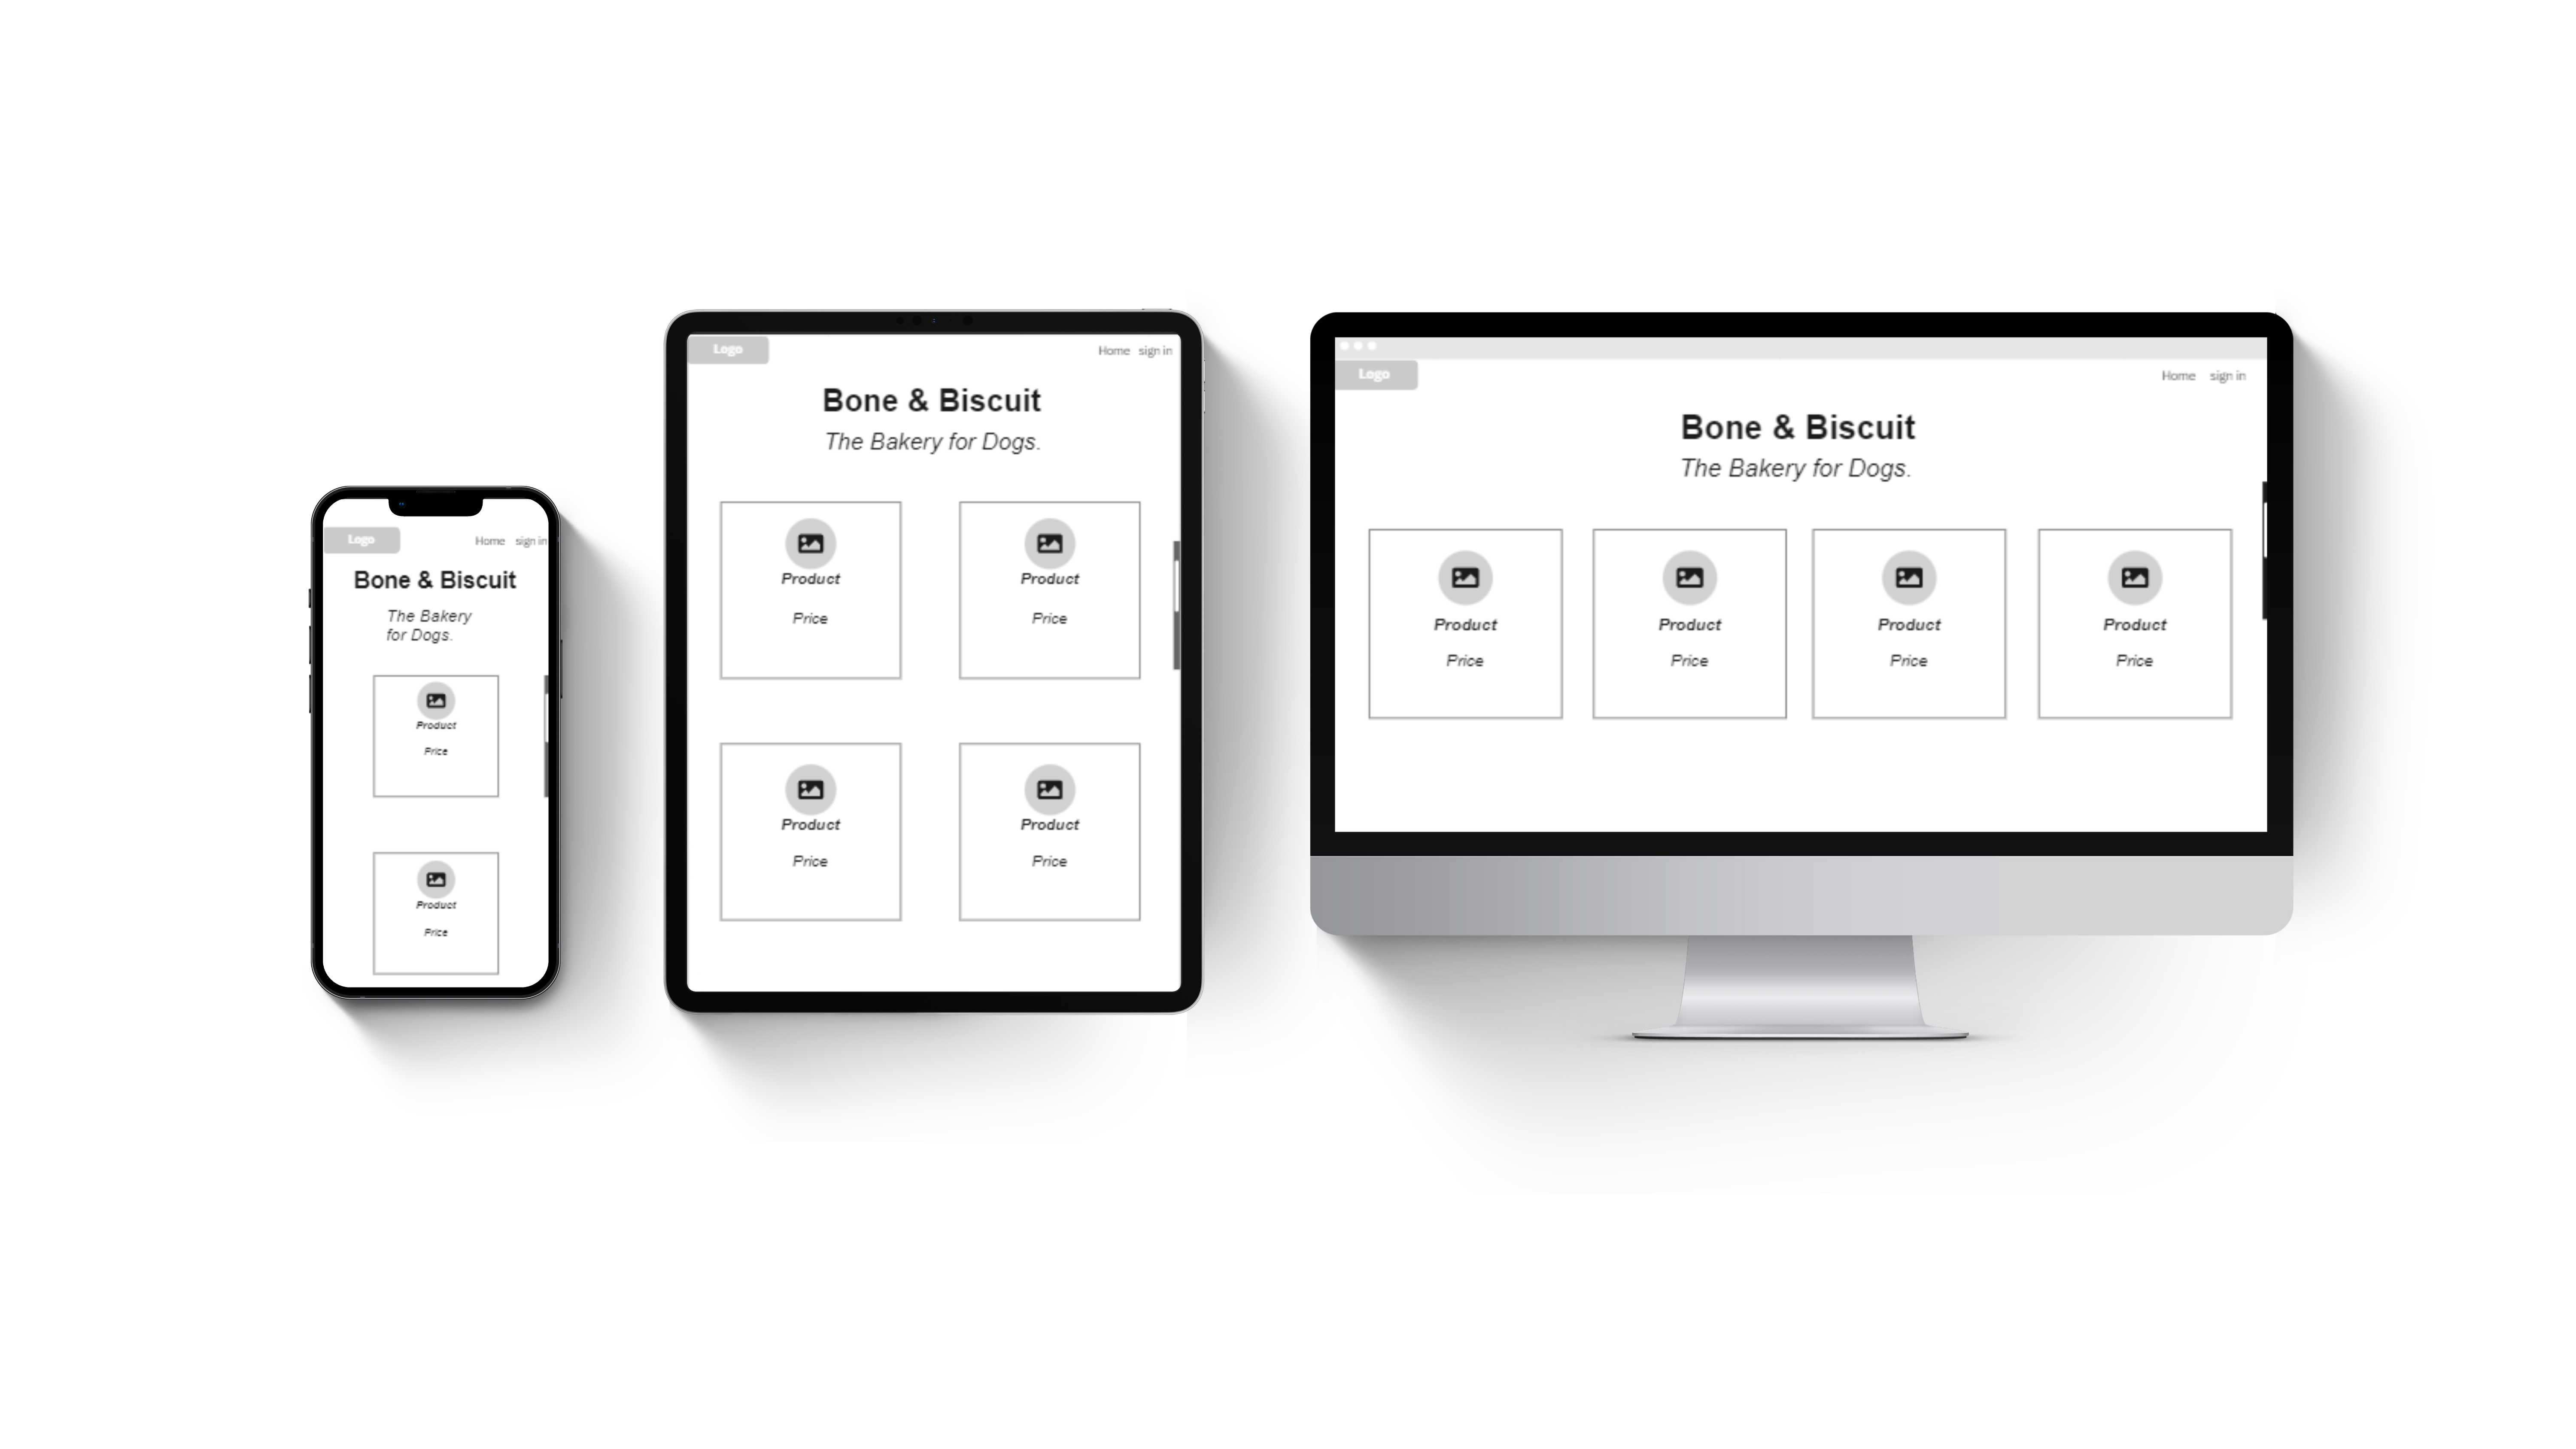 Logo
Home sign in
Bone & Biscuit
The Bakery
for Dogs.
Product
Price
Product
Price
Logo
Home sign in
Bone & Biscuit
The Bakery for Dogs.
Product Product
Price Price
Product Product
Price Price
Logo
Home sign in
Bone & Biscuit
The Bakery for Dogs.
Product Product Product Product
Price Price Price Price